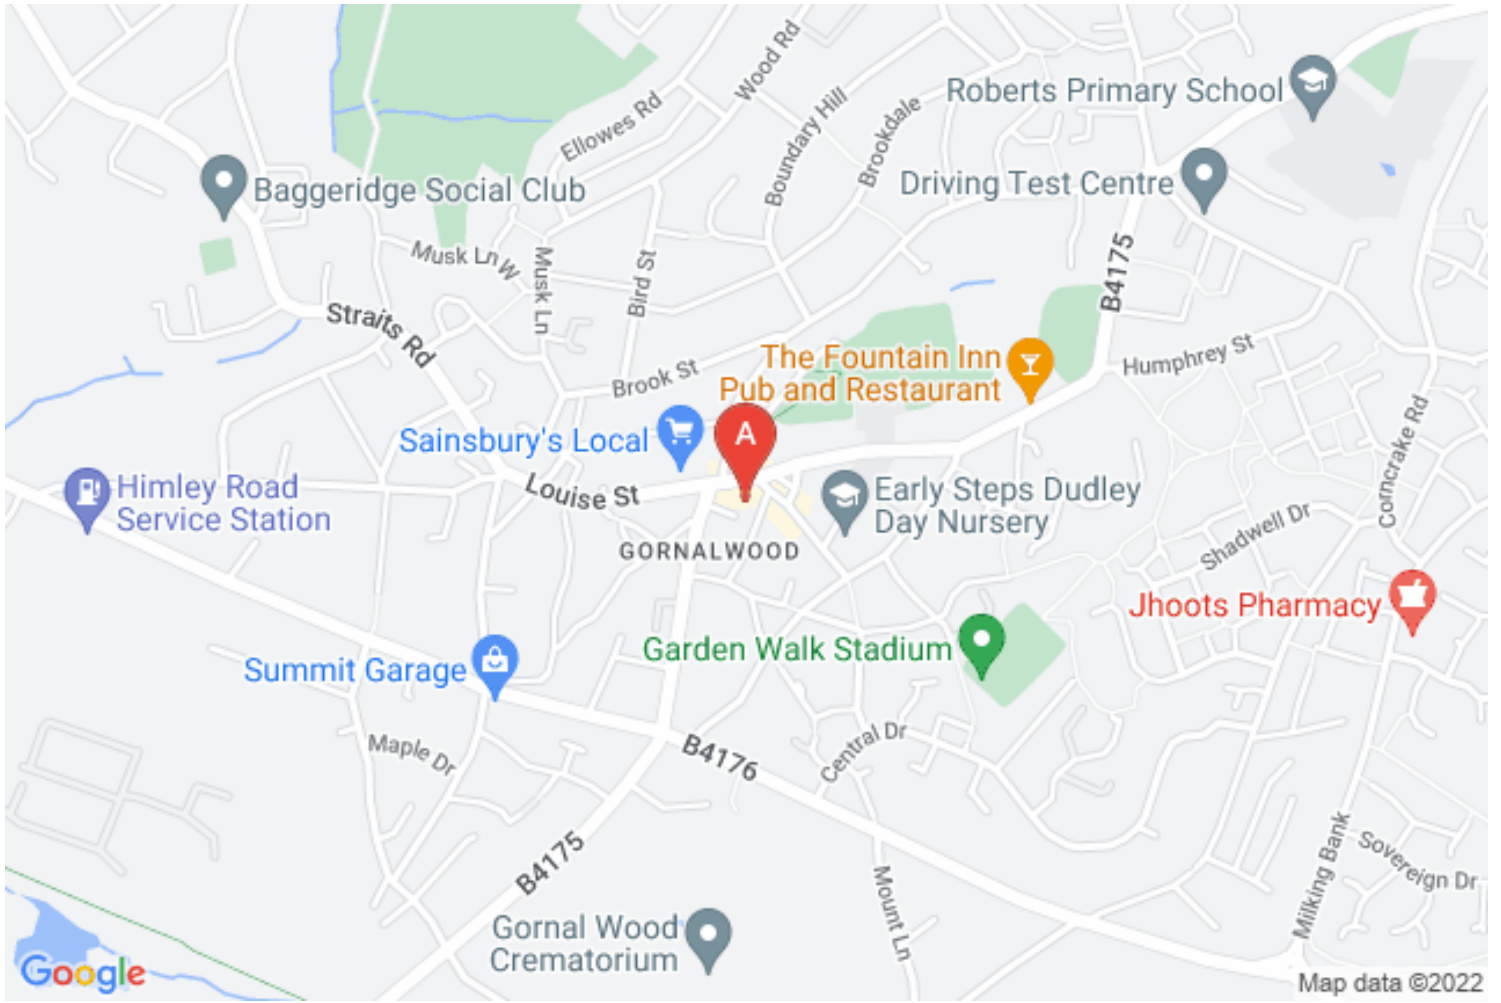 Wood Rd
Roberts Primary School
Ellowes Rd
Boundary Hill
Brookdale
Baggeridge Social Club
Driving Test Centre
Musk Ln W
Musk Ln
Bird St
B4175
Straits Rd
The Fountain Inn
Pub and Restaurant
Humphrey St
Brook St
Sainsbury's Local
A
Corncrake Rd
Himley Road
Service Station
Louise St
Early Steps Dudley
Day Nursery
Shadwell Dr
GORNALWOOD
Jhoots Pharmacy
Garden Walk Stadium
Summit Garage
Maple Dr
B4176
Central Dr
B4175
Mount Ln
Milking Bank
Sovereign Dr
Gornal Wood
Crematorium
Google
Map data ©2022